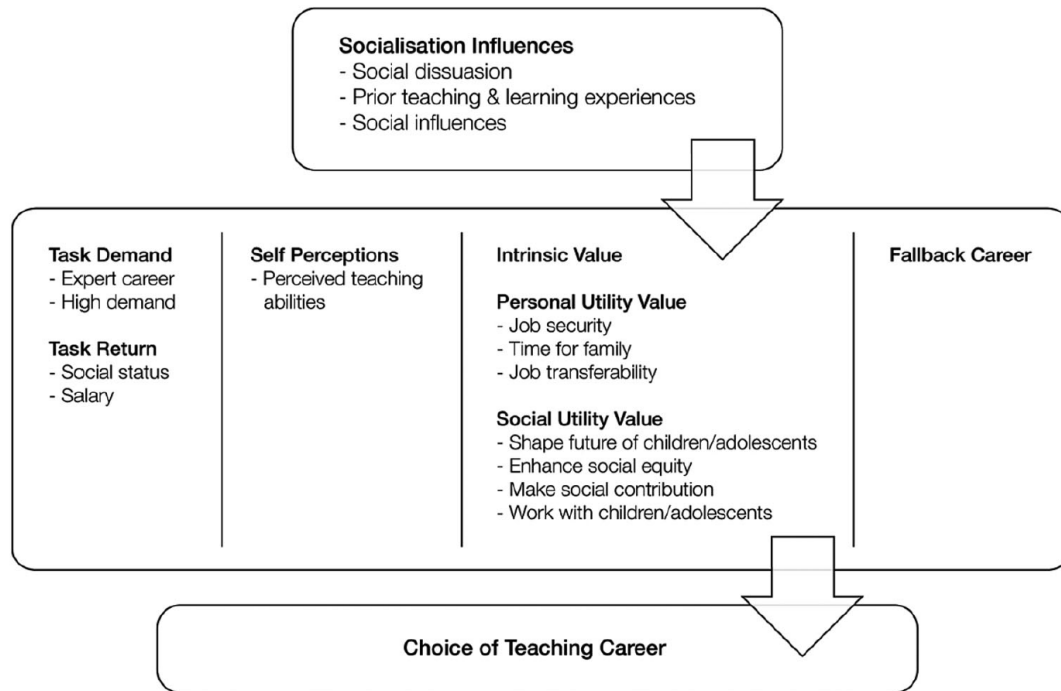 Socialisation Influences
- Social dissuasion
- Prior teaching & learning experiences
- Social influences
Task Demand
- Expert career
- High demand
Task Return
- Social status
- Salary
Self Perceptions
- Perceived teaching
abilities
Intrinsic Value
Personal Utility Value
- Job security
- Time for family
- Job transferability
Social Utility Value
- Shape future of children/adolescents
- Enhance social equity
- Make social contribution
- Work with children/adolescents
Fallback Career
Choice of Teaching Career